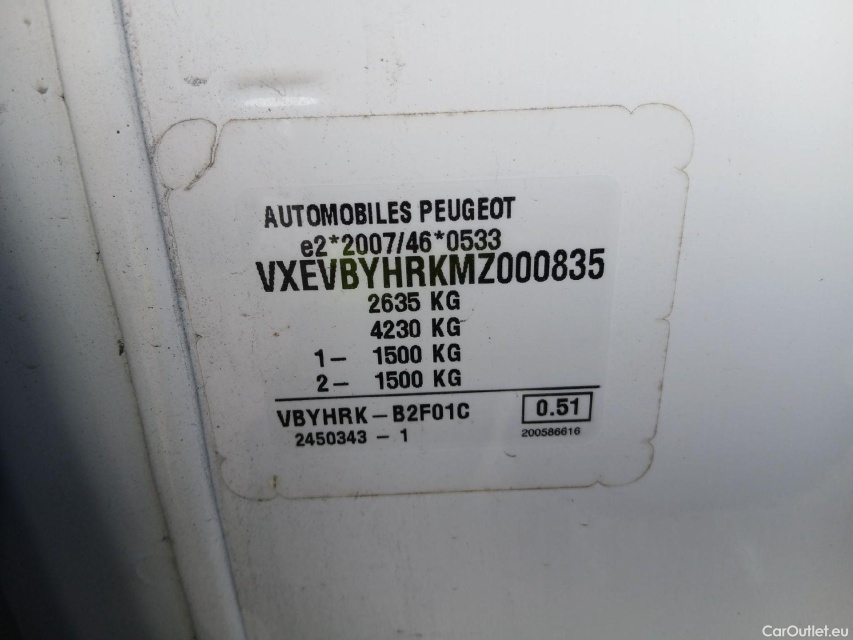 AUTOMOBILES PEUGEOT
e2*2007/46*0533
VXEVBYHRKMZ000835
2635 KG
4230 KG
1- 1500 KG
2- 1500 KG
VBYHRK-B2F01C 0.51
2450343 - 1 200586616
CarOutlet.eu